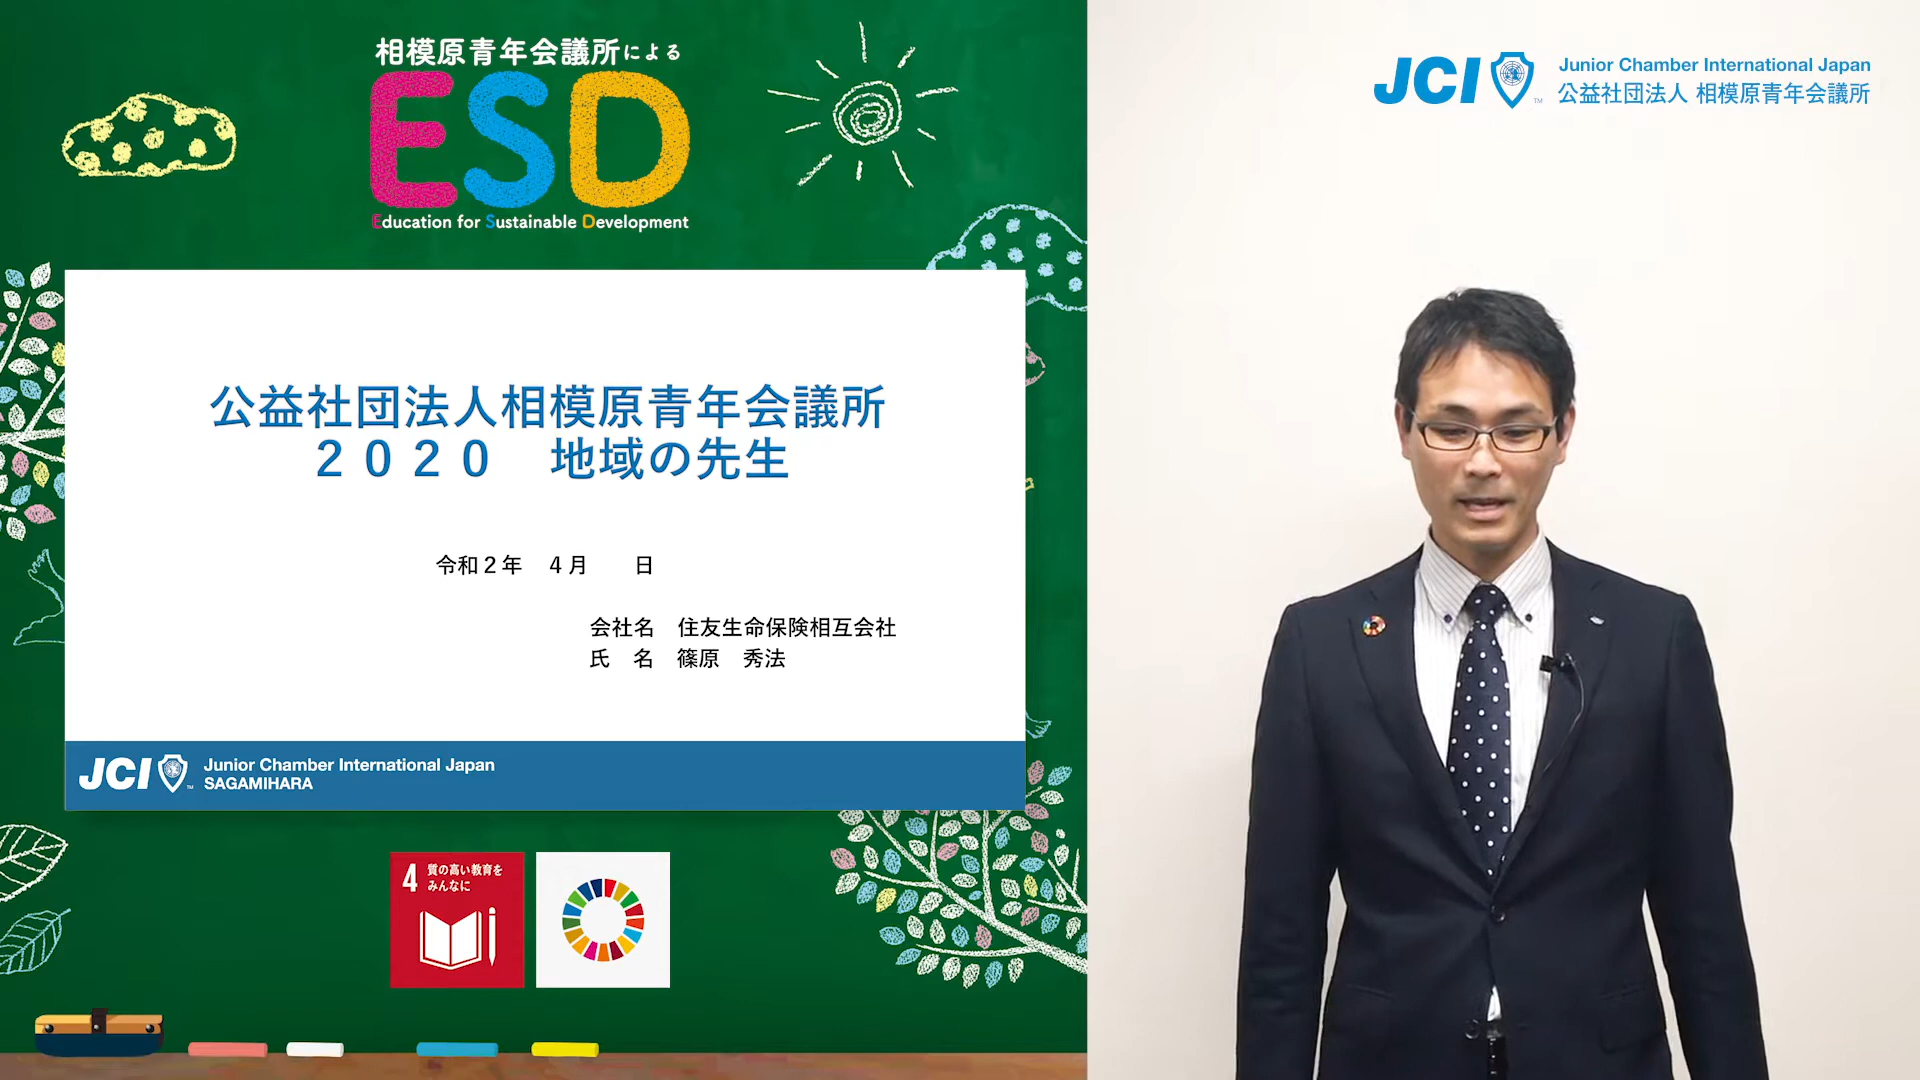 相模原青年会議所による
ESD
Education for Sustainable Development
公益社団法人相模原青年会議所
２０２０　地域の先生
令和２年　４月　　日
会社名　住友生命保険相互会社
氏　名　篠原　秀法
JCI™ Junior Chamber International Japan
SAGAMIHARA
4 質の高い教育を
みんなに
JCI™ Junior Chamber International Japan
公益社団法人 相模原青年会議所